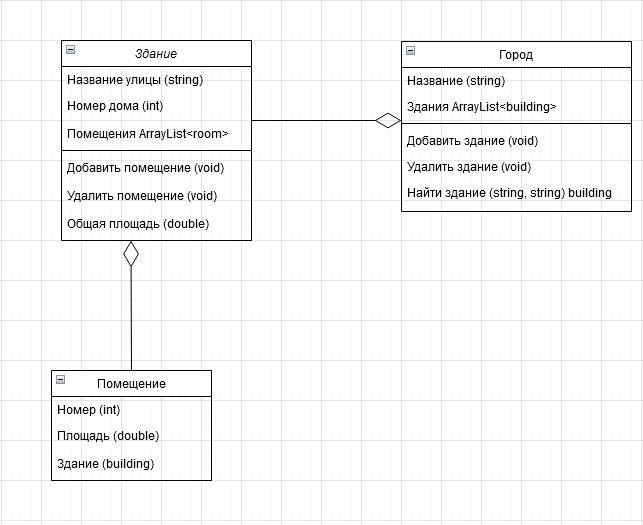 Здание
Название улицы (string)
Номер дома (int)
Помещения ArrayList<room>
Добавить помещение (void)
Удалить помещение (void)
Общая площадь (double)
Город
Название (string)
Здания ArrayList<building>
Добавить здание (void)
Удалить здание (void)
Найти здание (string, string) building
Помещение
Номер (int)
Площадь (double)
Здание (building)